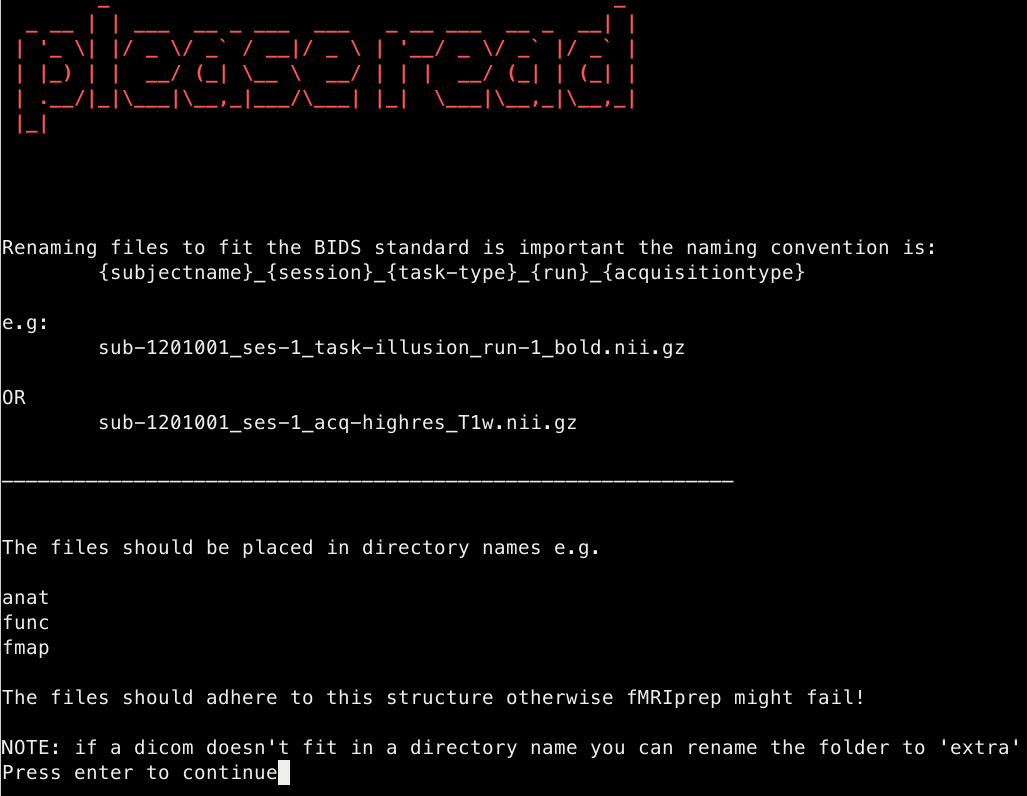 please read
Renaming files to fit the BIDS standard is important the naming convention is:
{subjectname}_{session}_{task-type}_{run}_{acquisitiontype}
e.g:
sub-1201001_ses-1_task-illusion_run-1_bold.nii.gz
OR
sub-1201001_ses-1_acq-highres_T1w.nii.gz
The files should be placed in directory names e.g.
anat
func
fmap
The files should adhere to this structure otherwise fMRIprep might fail!
NOTE: if a dicom doesn't fit in a directory name you can rename the folder to 'extra'
Press enter to continue